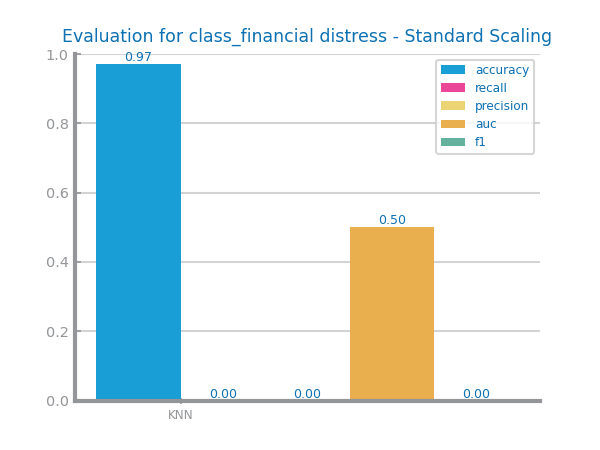 Evaluation for class_financial distress - Standard Scaling
1.0
0.8
0.6
0.4
0.2
0.0
0.97
0.00
0.00
0.50
0.00
KNN
accuracy
recall
precision
auc
f1